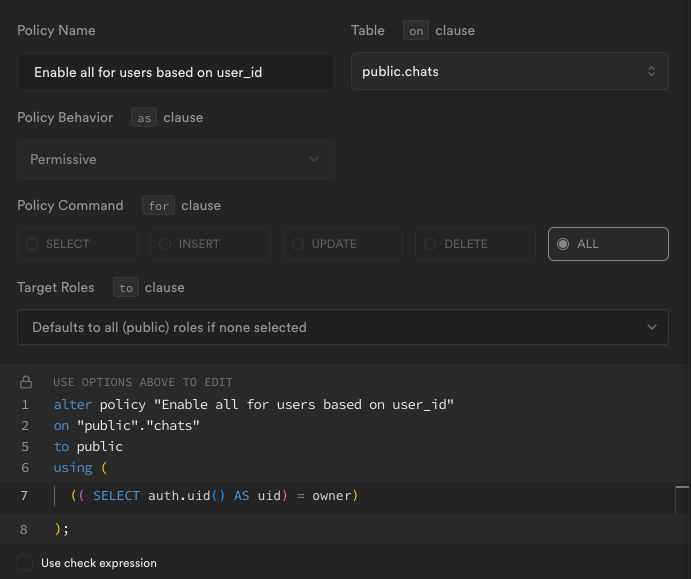 Policy Name
Table on clause
Enable all for users based on user_id
public.chats
Policy Behavior as clause
Permissive
Policy Command for clause
SELECT INSERT UPDATE DELETE ALL
Target Roles to clause
Defaults to all (public) roles if none selected
USE OPTIONS ABOVE TO EDIT
1 alter policy "Enable all for users based on user_id"
2 on "public"."chats"
5 to public
6 using (
7 (( SELECT auth.uid() AS uid) = owner)
8 );
Use check expression